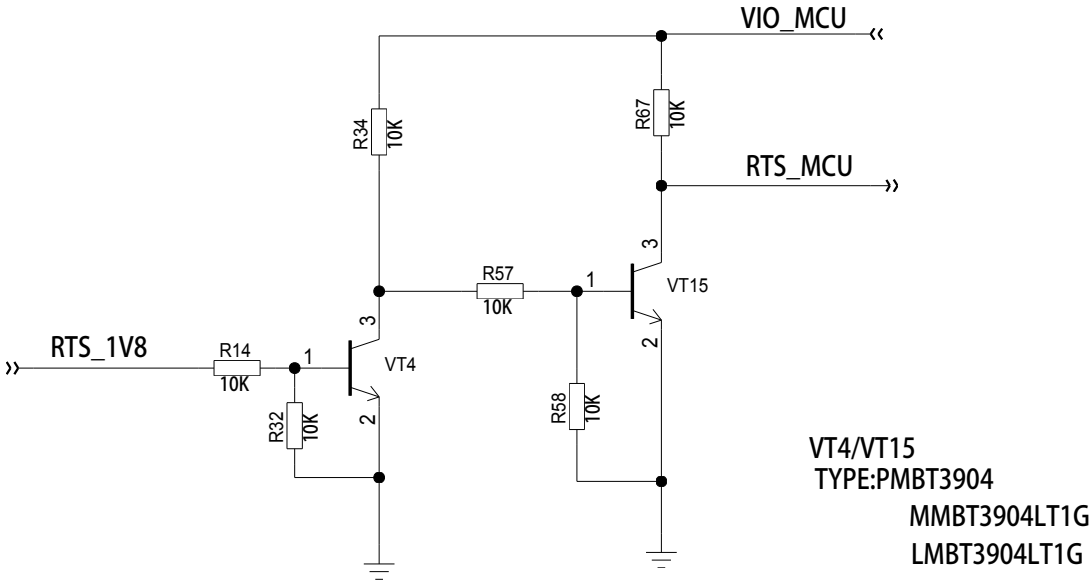 VIO_MCU
R34
10K
R67
10K
RTS_MCU
3
R57
10K
1
VT15
2
RTS_1V8
R14
10K
1
3
VT4
R32
10K
2
R58
10K
VT4/VT15
TYPE:PMBT3904
MMBT3904LT1G
LMBT3904LT1G